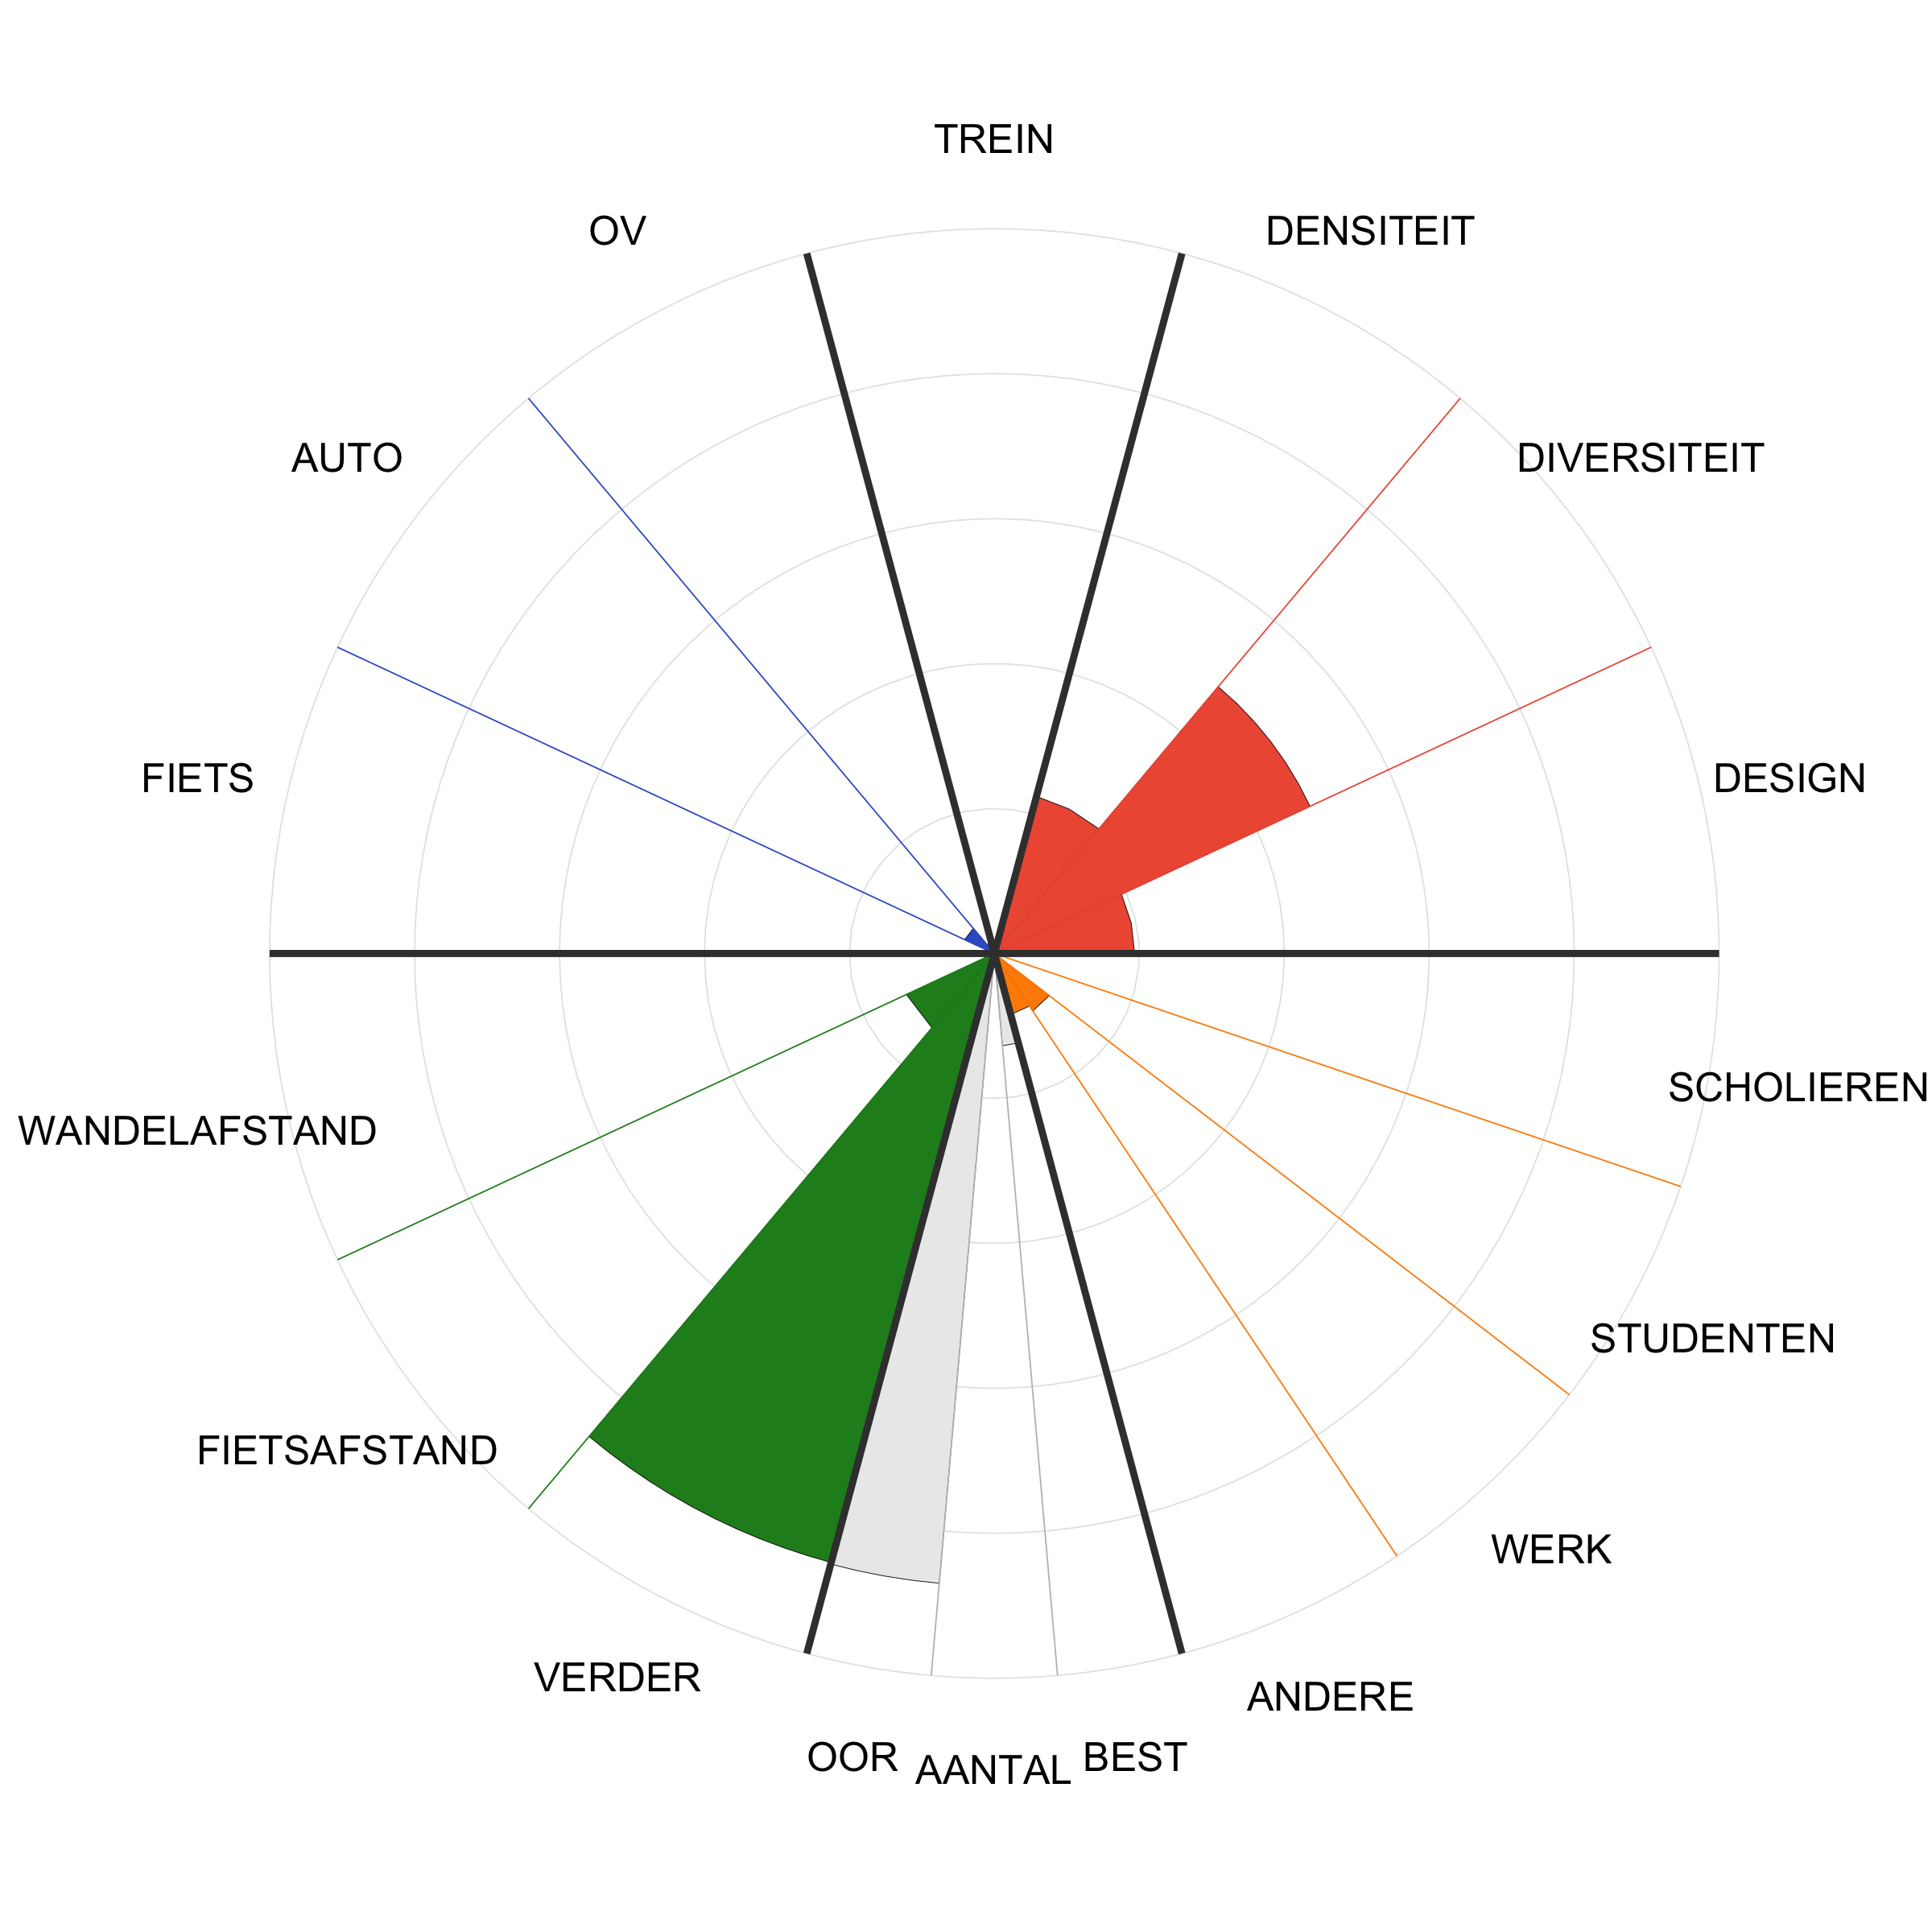 TREIN
OV
DENSITEIT
AUTO
DIVERSITEIT
FIETS
DESIGN
SCHOLIEREN
WANDELAFSTAND
STUDENTEN
FIETSAFSTAND
WERK
VERDER
ANDERE
OOR
AANTAL
BEST